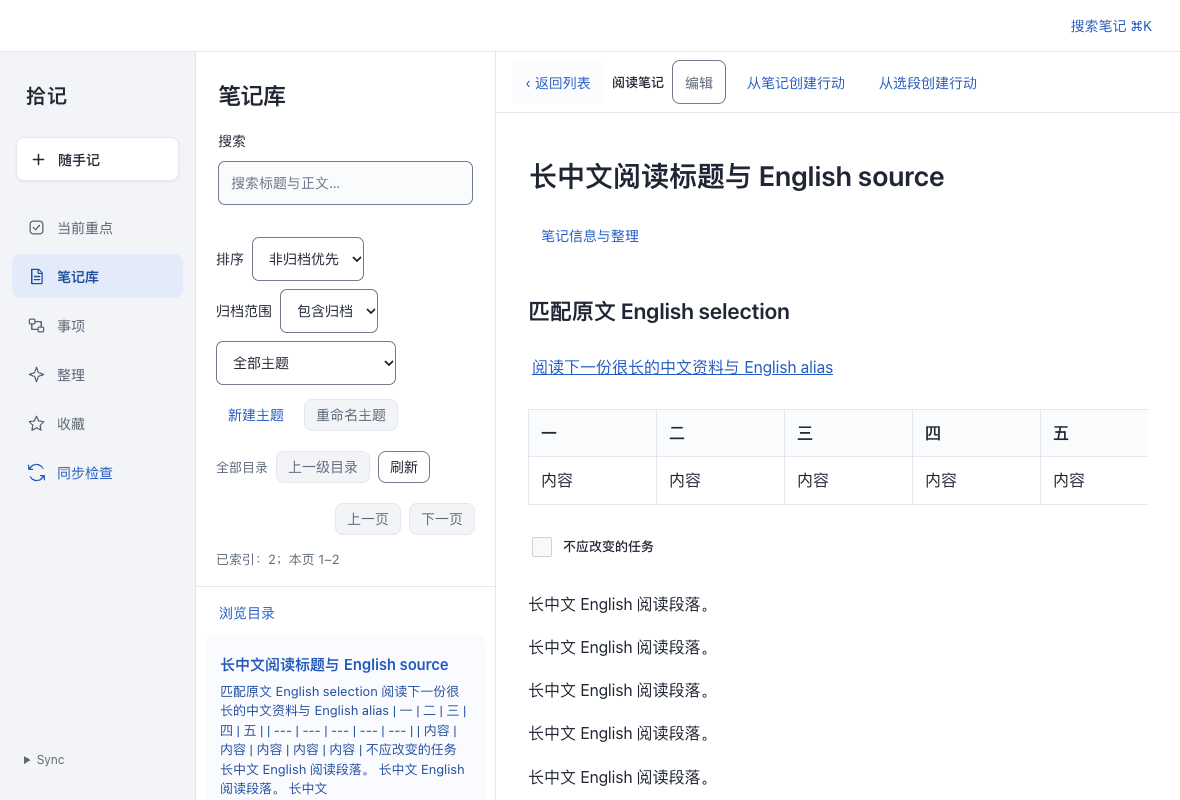 搜索笔记 ⌘K
拾记
+ 随手记
当前重点
笔记库
事项
整理
收藏
同步检查
Sync
笔记库
搜索
搜索标题与正文...
排序 非归档优先
归档范围 包含归档
全部主题
新建主题 重命名主题
全部目录 上一级目录 刷新
上一页 下一页
已索引：2；本页 1–2
浏览目录
长中文阅读标题与 English source
匹配原文 English selection 阅读下一份很
长的中文资料与 English alias | 一 | 二 | 三 |
四 | 五 | | --- | --- | --- | --- | --- | | 内容 |
内容 | 内容 | 内容 | 内容 | 不应改变的任务
长中文 English 阅读段落。 长中文 English
阅读段落。 长中文
‹ 返回列表 阅读笔记 编辑 从笔记创建行动 从选段创建行动
长中文阅读标题与 English source
笔记信息与整理
匹配原文 English selection
阅读下一份很长的中文资料与 English alias
一 二 三 四 五
内容 内容 内容 内容 内容
不应改变的任务
长中文 English 阅读段落。
长中文 English 阅读段落。
长中文 English 阅读段落。
长中文 English 阅读段落。
长中文 English 阅读段落。